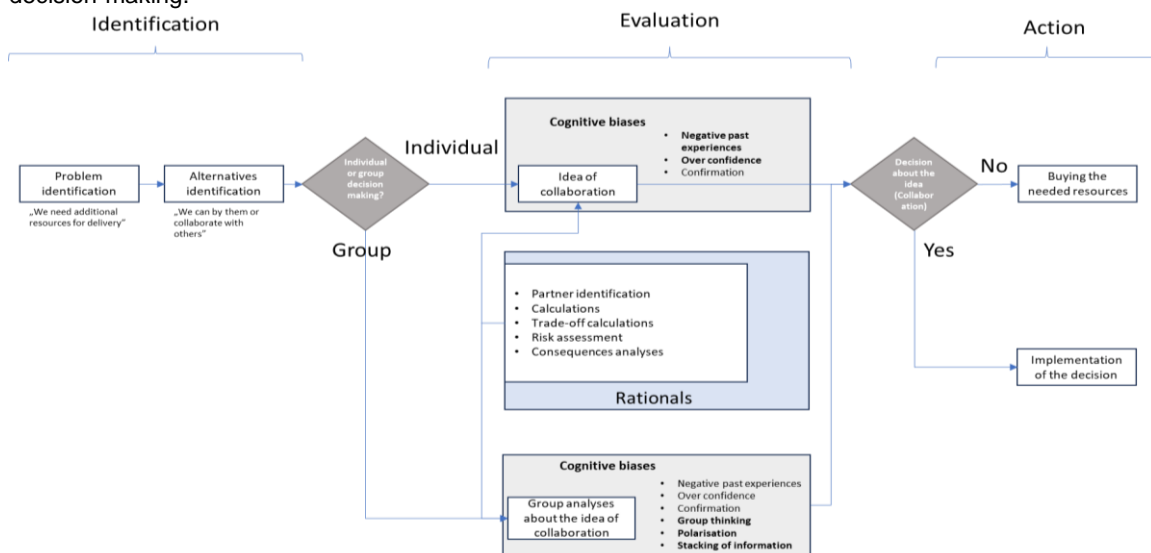 decision-making.
Identification
Evaluation
Action
Problem
identification
„We need additional
resources for delivery"
Alternatives
identification
„We can by them or
collaborate with
others"
Individual
or group
decision
making?
Individual
Group
Cognitive biases
• Negative past
experiences
• Over confidence
• Confirmation
Idea of
collaboration
• Partner identification
• Calculations
• Trade-off calculations
• Risk assessment
• Consequences analyses
Rationals
Cognitive biases
• Negative past experiences
• Over confidence
• Confirmation
• Group thinking
• Polarisation
• Stacking of information
Group analyses
about the idea of
collaboration
Decision
about the
idea
(Collabor
ation)
No
Yes
Buying the
needed resources
Implementation
of the decision